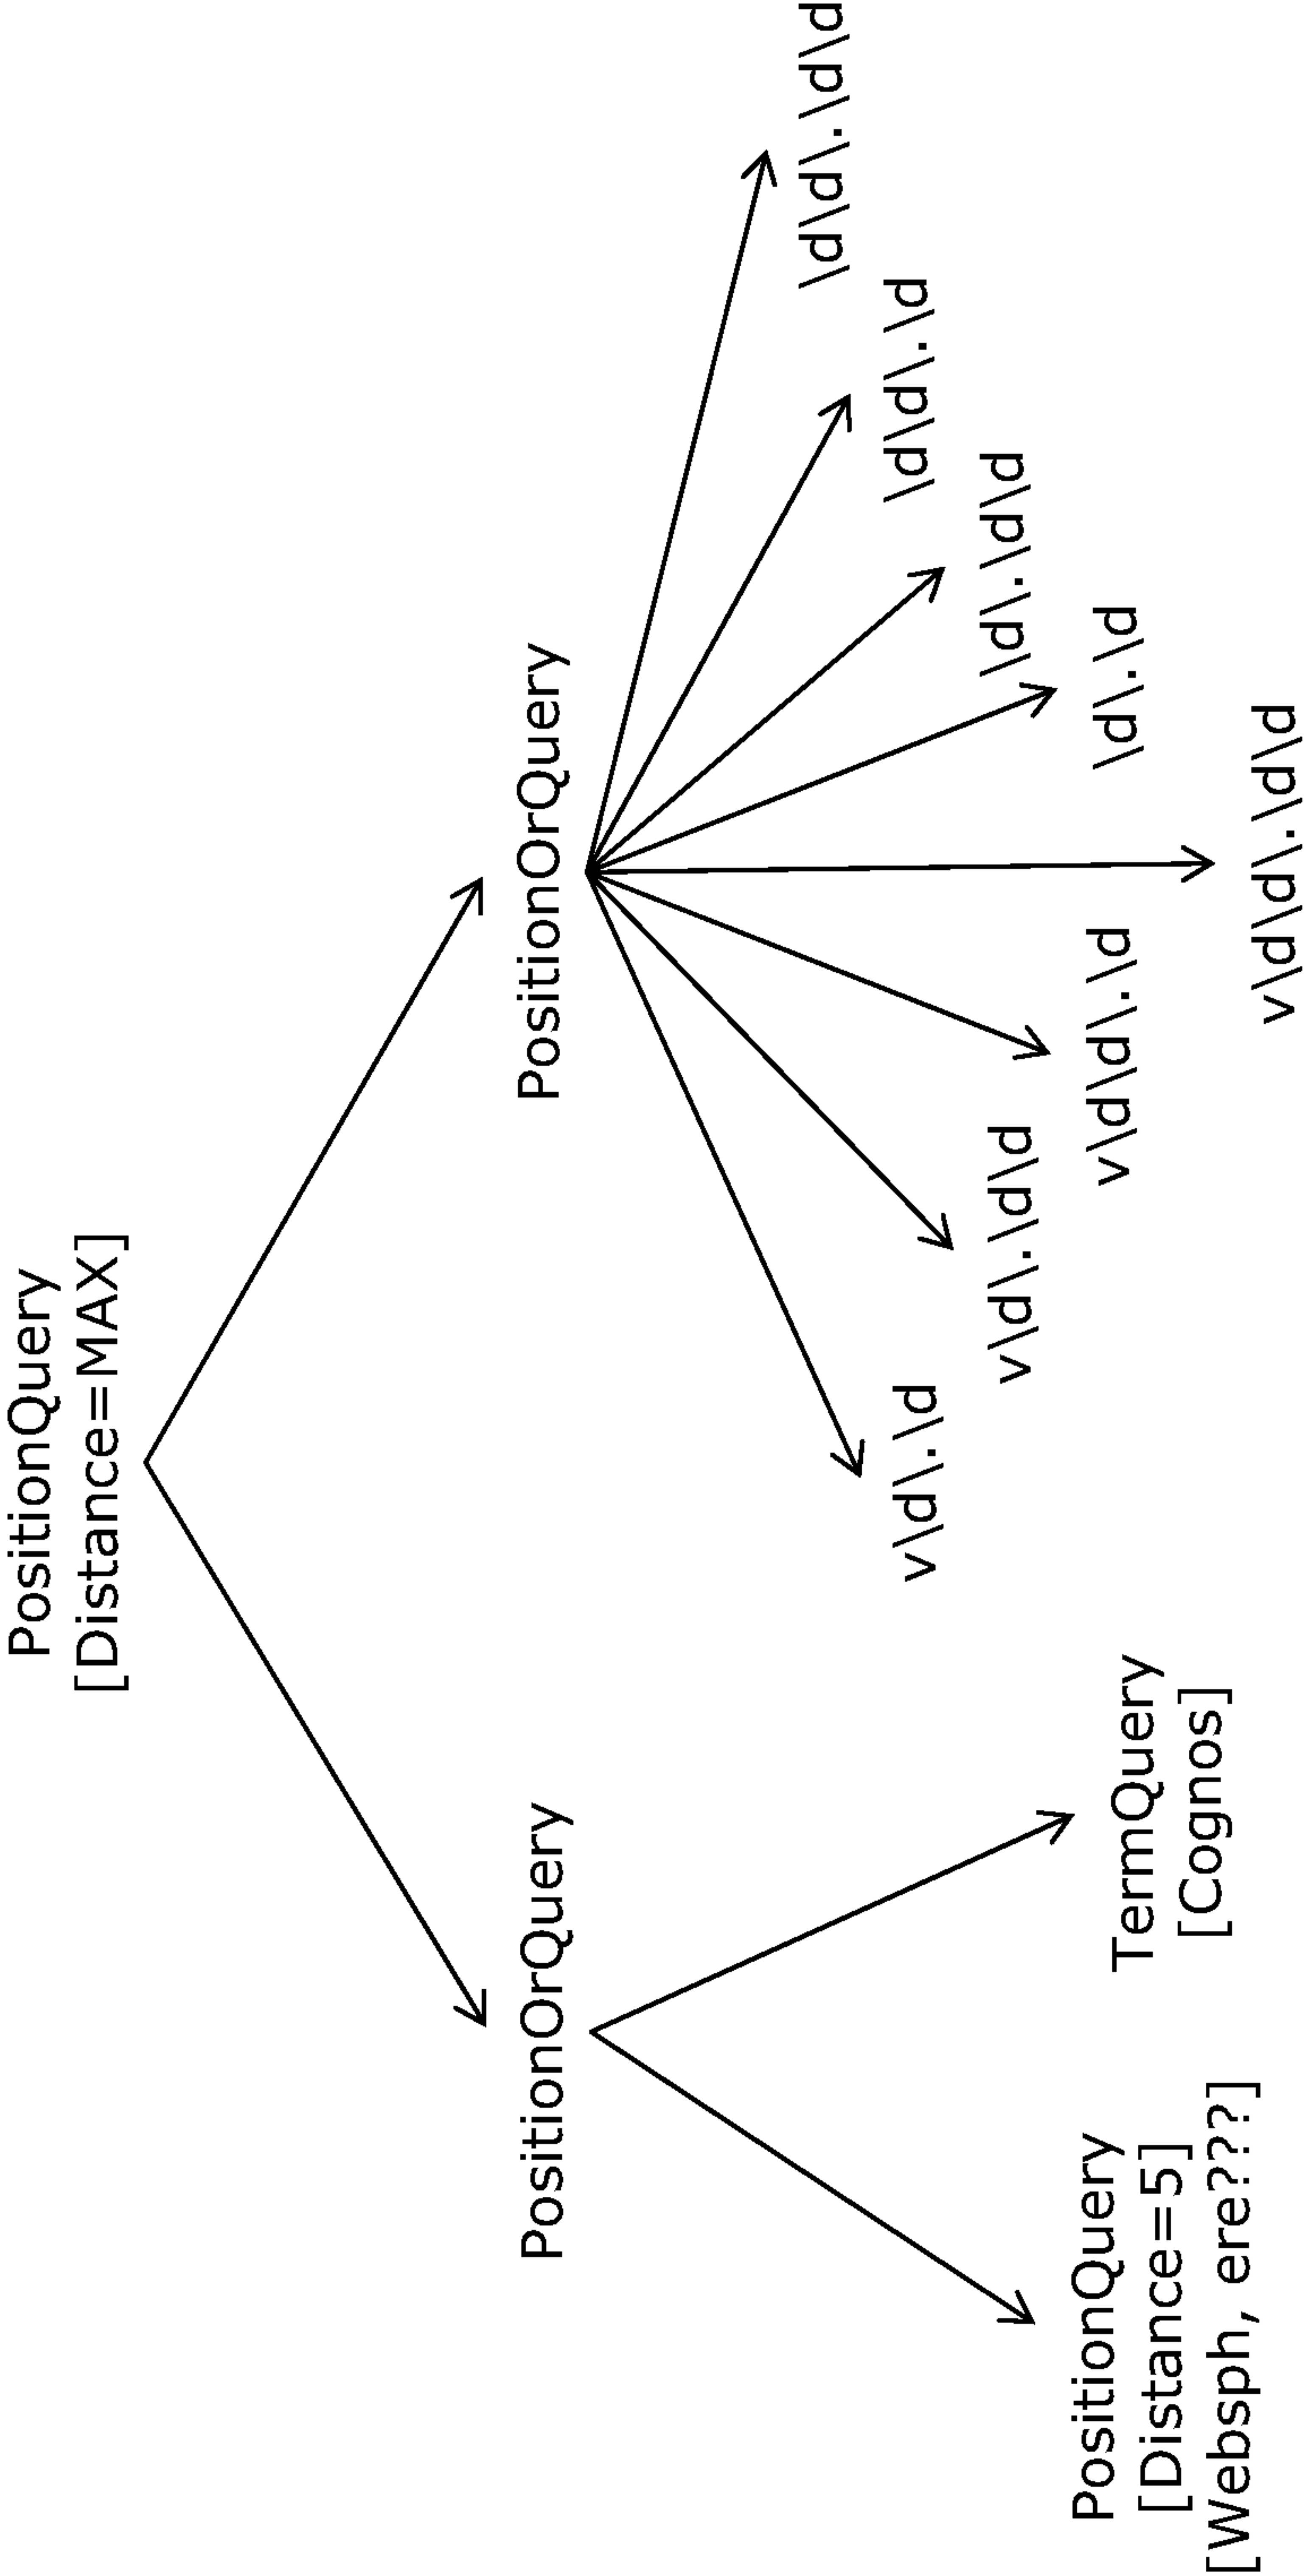 PositionQuery
[Distance=MAX]
PositionOrQuery
PositionOrQuery
PositionQuery
[Distance=5]
[Websph, ere???]
TermQuery
[Cognos]
v\d\.\d
v\d\.\d\d
v\d\d\.\d
v\d\d\.\d\d
\d\.\d
\d\.\d\d
\d\d\.\d
\d\d\.\d\d